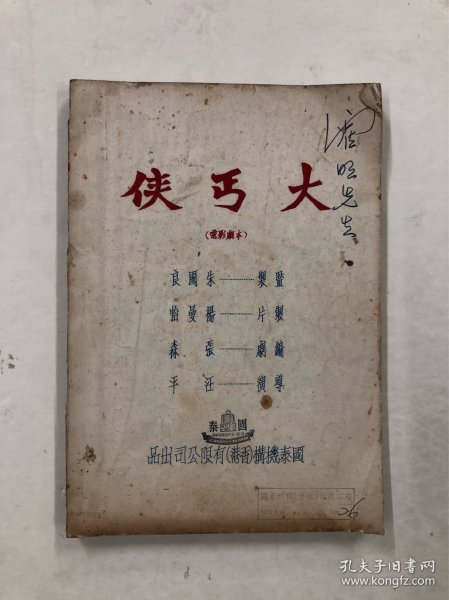 大丐侠
(電影劇本)
先生
監製…………朱國良
製片…………楊曼怡
編劇…………張森
導演…………汪平
國泰
國泰機構(香港)有限公司出品
26
孔夫子旧书网
www.kongfz.com